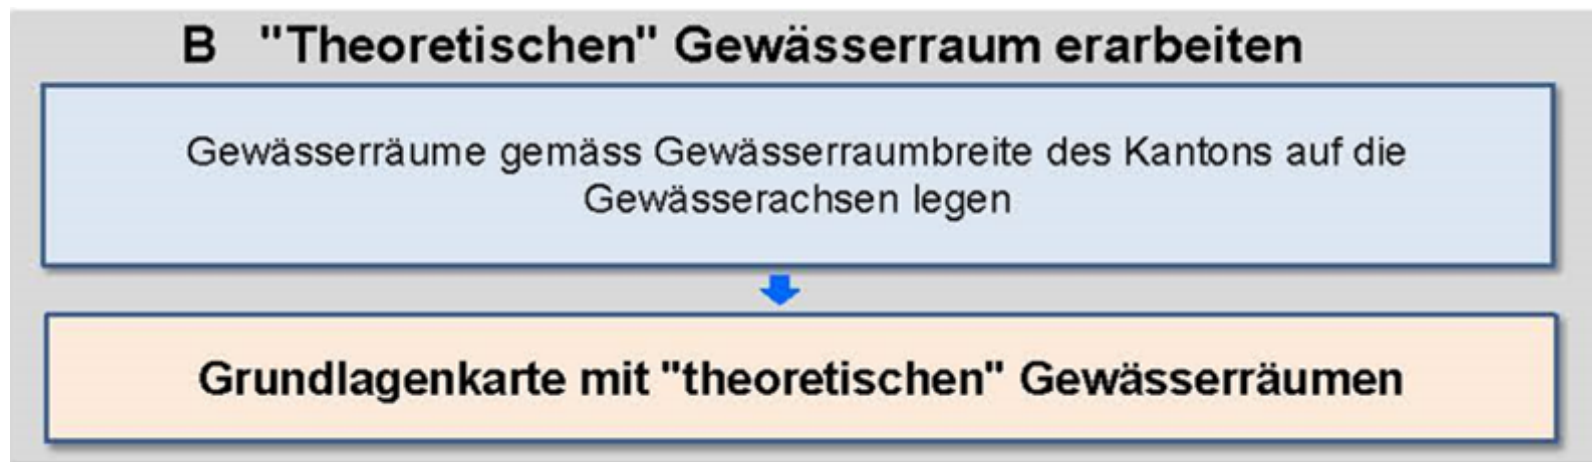 B "Theoretischen" Gewässerraum erarbeiten
Gewässerräume gemäss Gewässerraumbreite des Kantons auf die
Gewässerachsen legen
Grundlagenkarte mit "theoretischen" Gewässerräumen